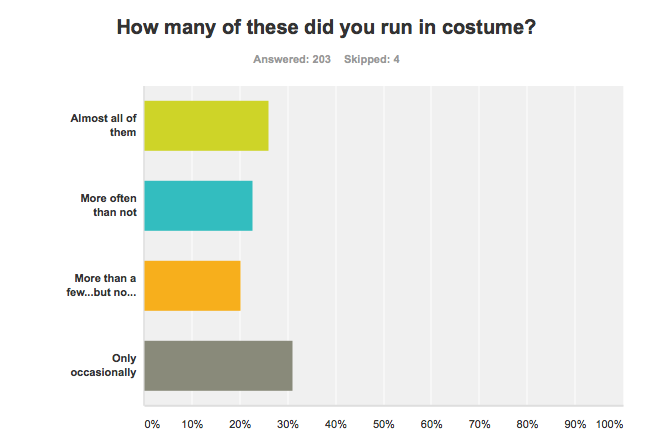 How many of these did you run in costume?
Answered: 203 Skipped: 4
Almost all of
them
More often
than not
More than a
few...but no...
Only
occasionally
0% 10% 20% 30% 40% 50% 60% 70% 80% 90% 100%